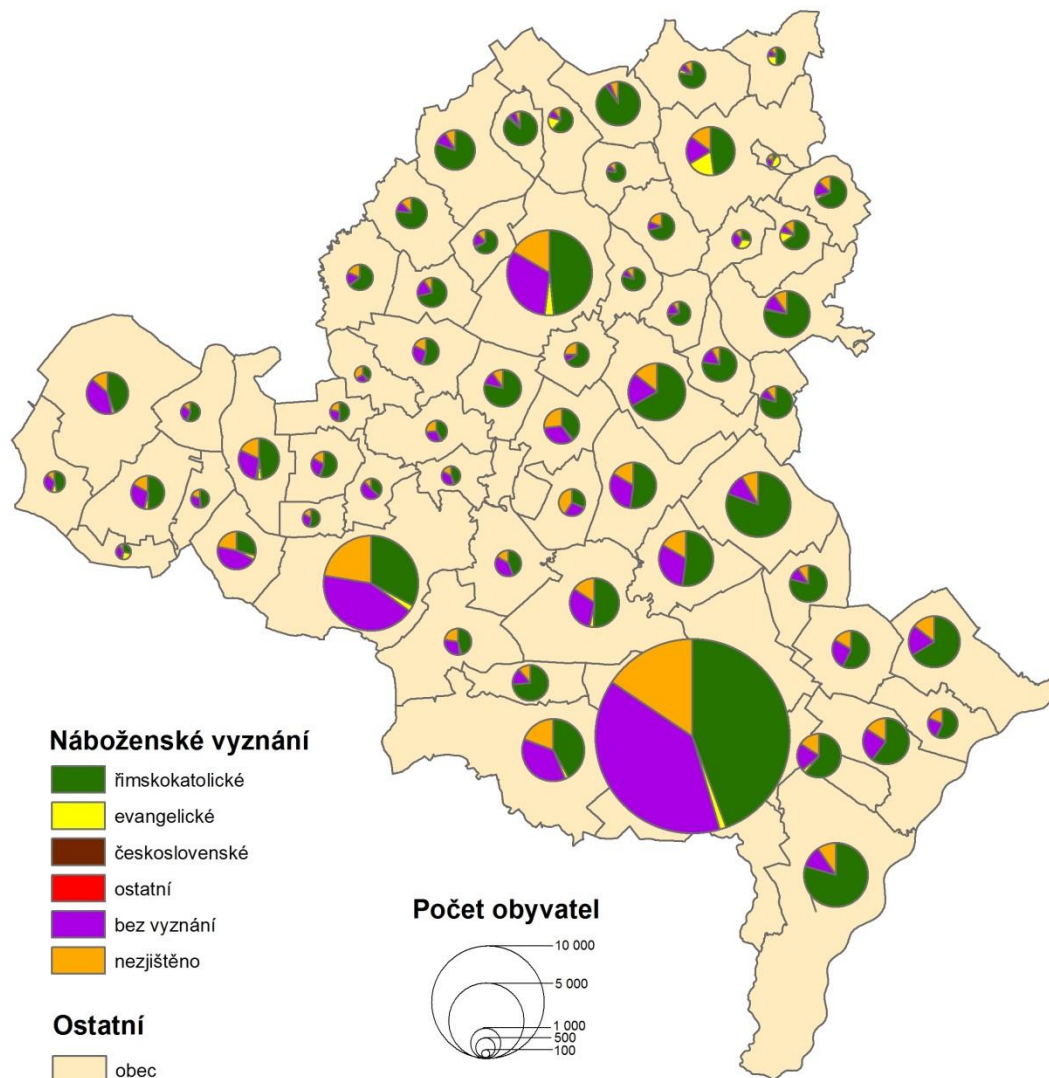 Náboženské vyznání
římskokatolické
evangelické
československé
ostatní
bez vyznání
nezjištěno
Ostatní
obec
Počet obyvatel
10 000
5 000
1 000
500
100